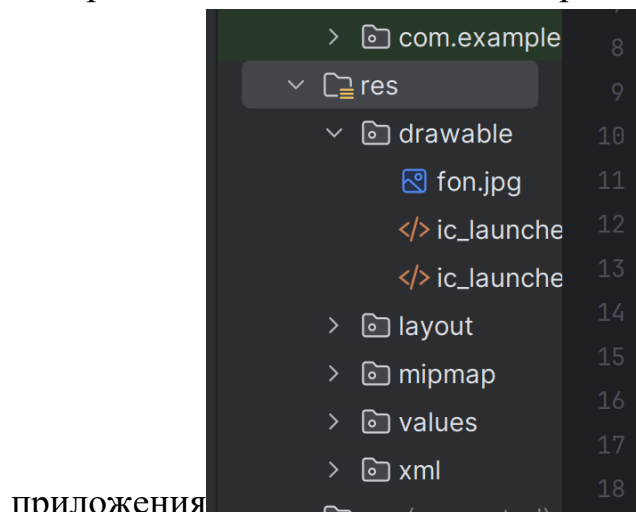 com.example 8
res 9
drawable 10
fon.jpg 11
ic_launche 12
ic_launche 13
layout 14
15
mipmap
16
values
17
xml
приложения 18